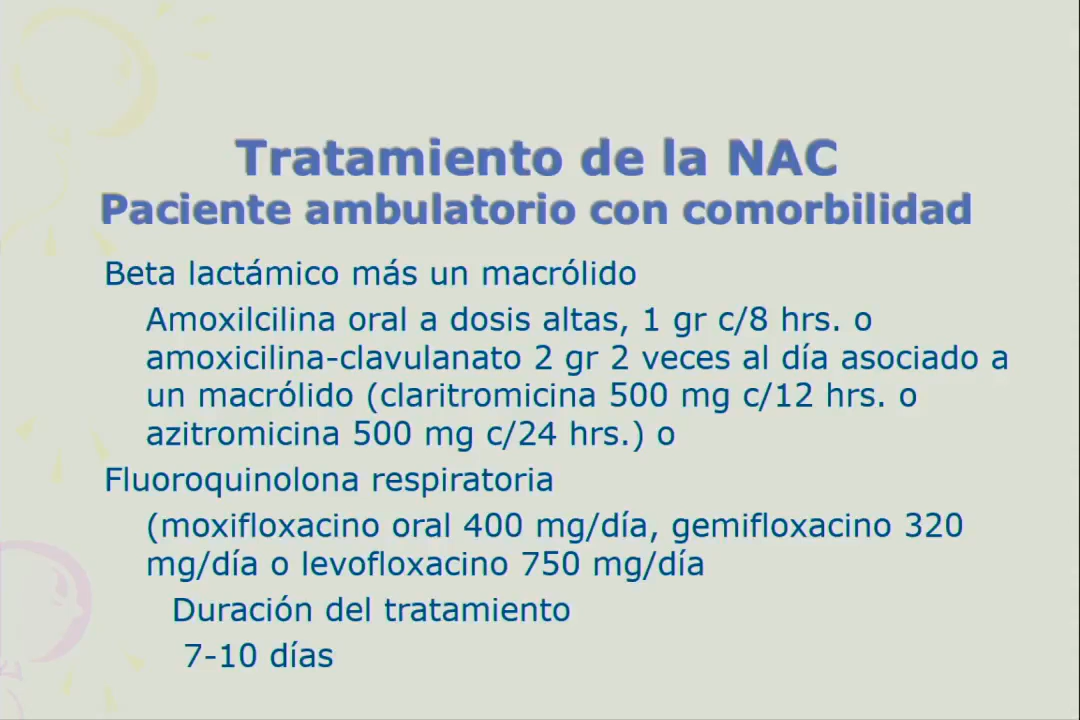 Tratamiento de la NAC
Paciente ambulatorio con comorbilidad
Beta lactámico más un macrólido
Amoxilcilina oral a dosis altas, 1 gr c/8 hrs. o
amoxicilina-clavulanato 2 gr 2 veces al día asociado a
un macrólido (claritromicina 500 mg c/12 hrs. o
azitromicina 500 mg c/24 hrs.) o
Fluoroquinolona respiratoria
(moxifloxacino oral 400 mg/día, gemifloxacino 320
mg/día o levofloxacino 750 mg/día
Duración del tratamiento
7-10 días